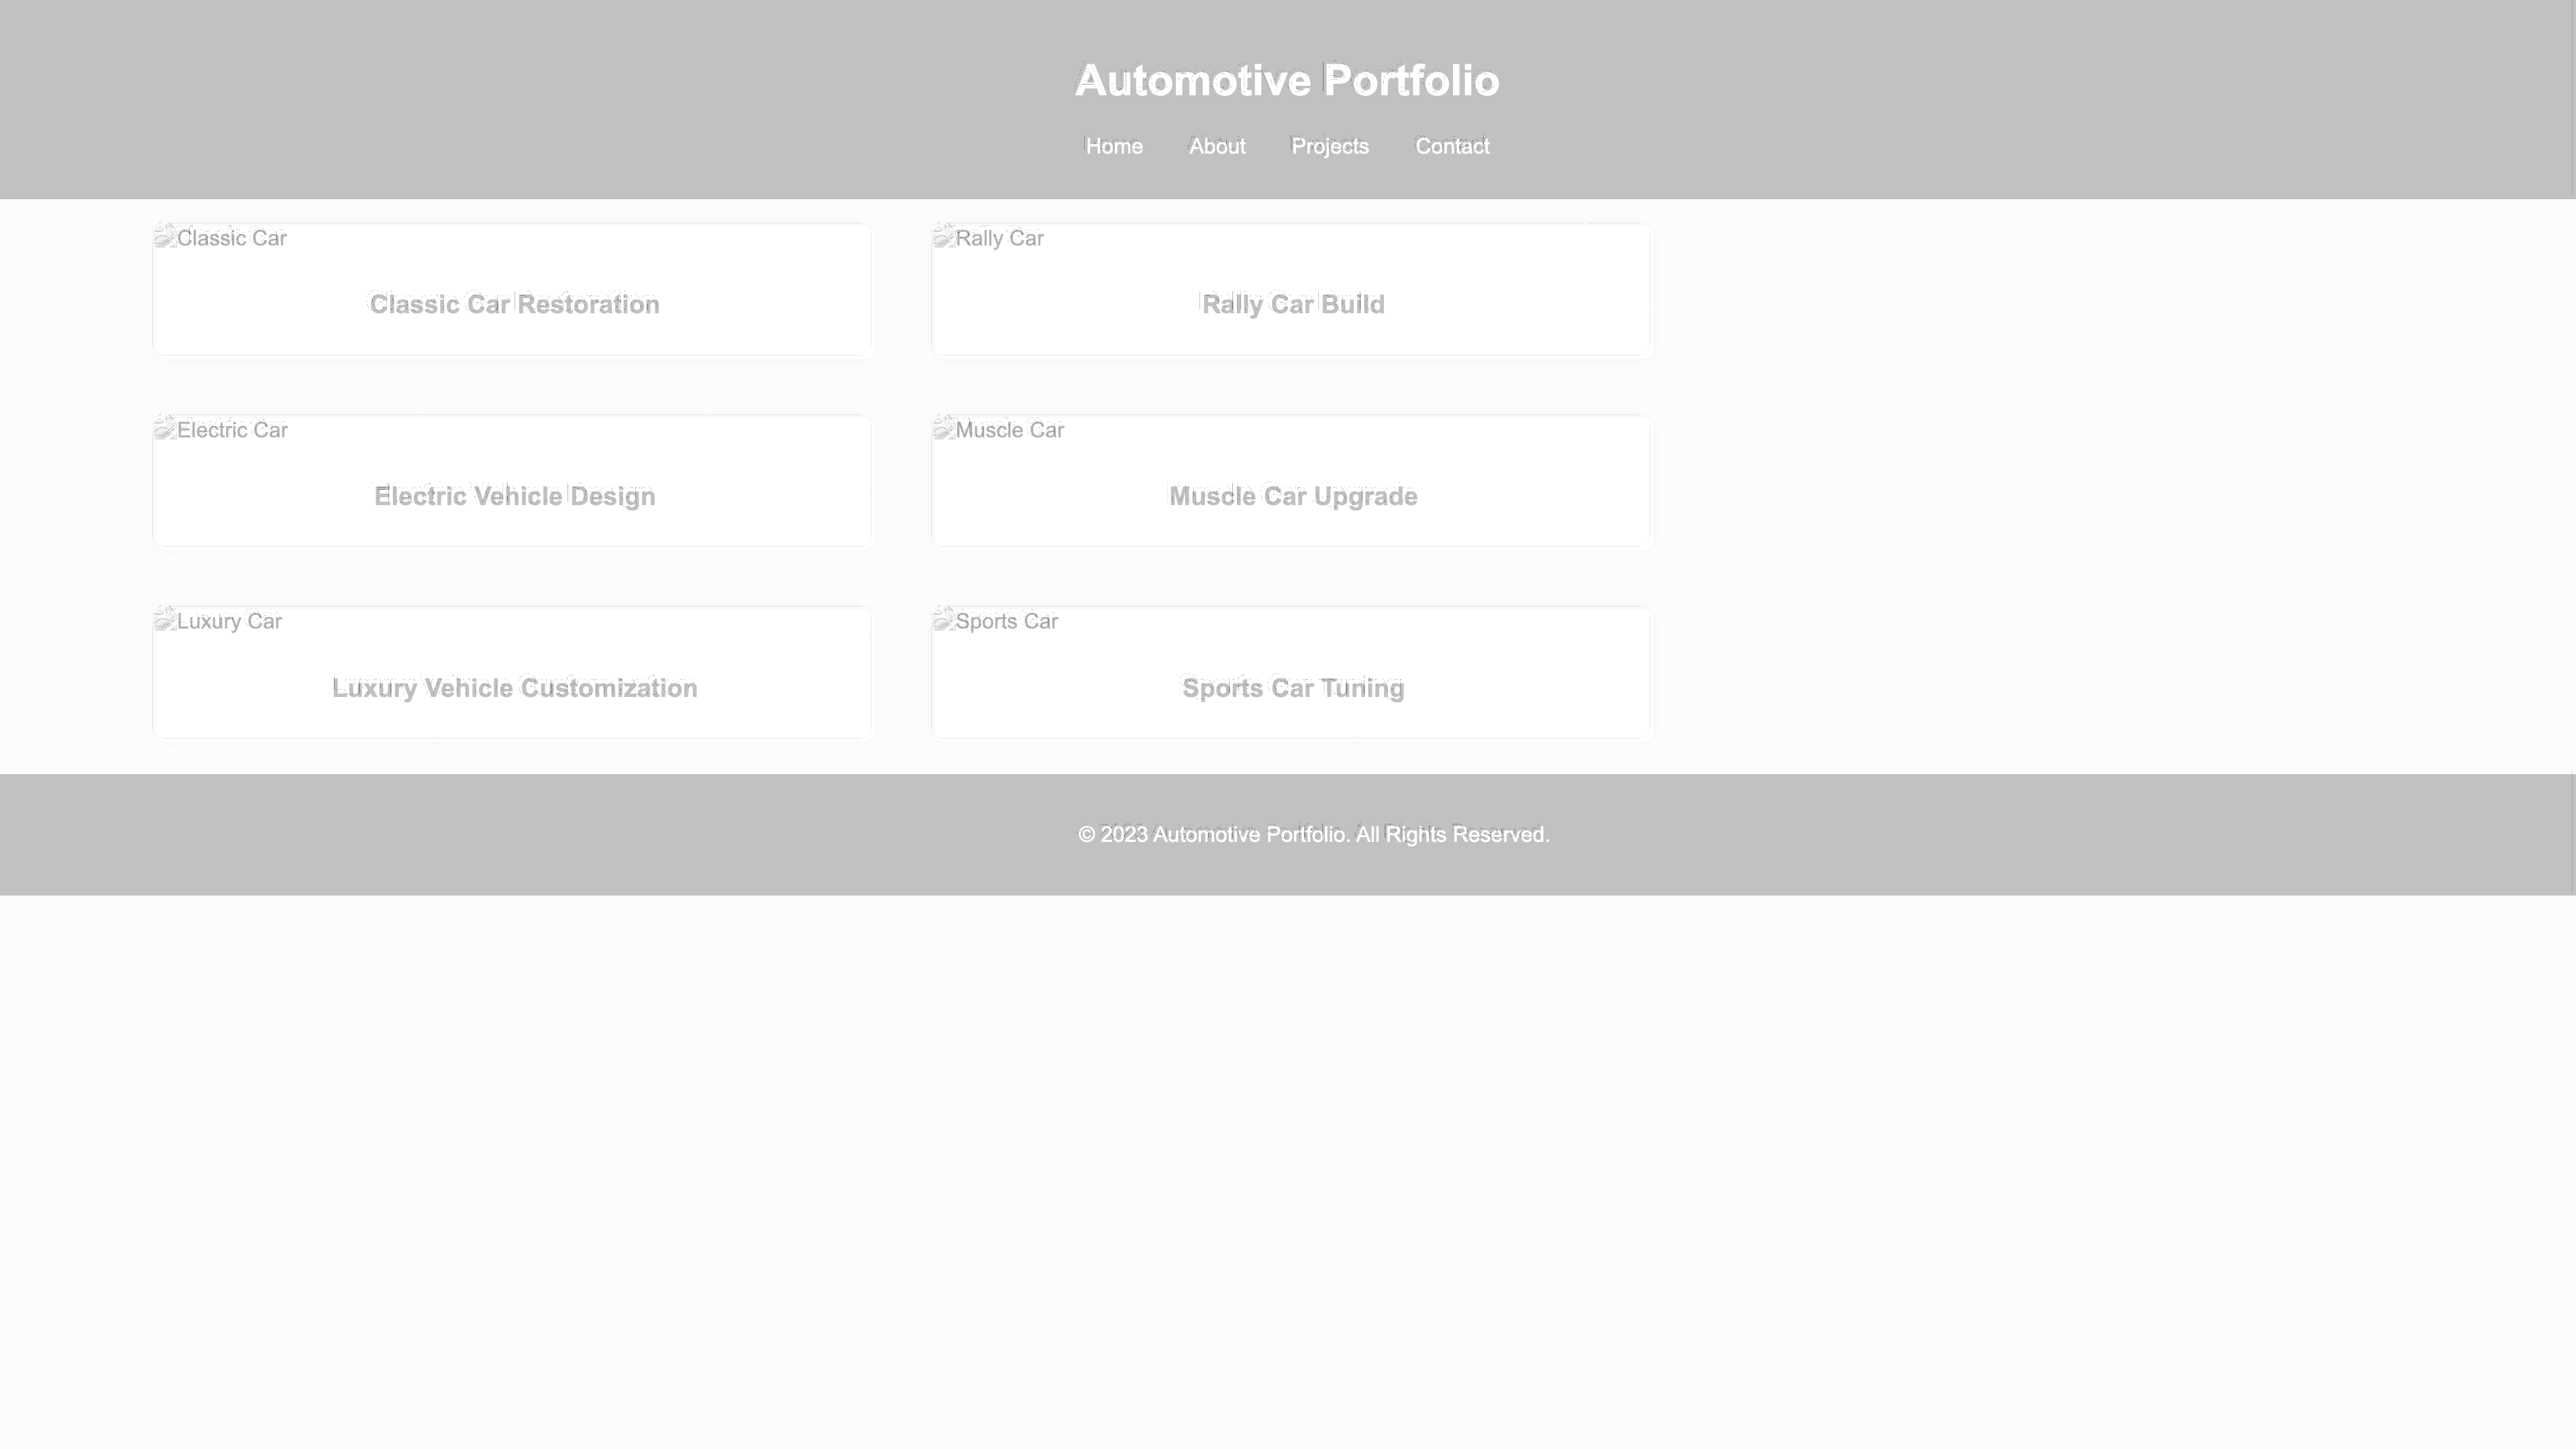 Automotive Portfolio
Home About Projects Contact
Classic Car
Classic Car Restoration
Rally Car
Rally Car Build
Electric Car
Electric Vehicle Design
Muscle Car
Muscle Car Upgrade
Luxury Car
Luxury Vehicle Customization
Sports Car
Sports Car Tuning
© 2023 Automotive Portfolio. All Rights Reserved.